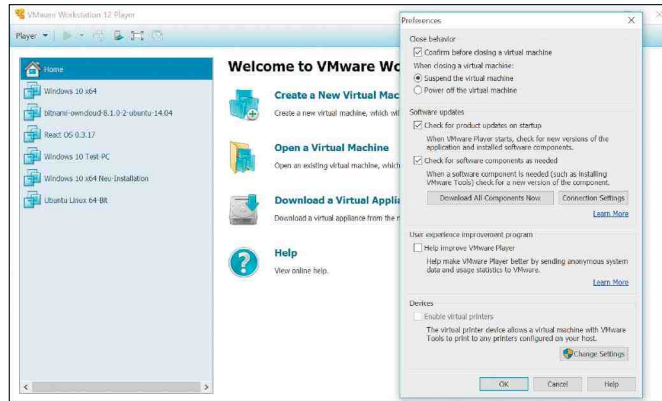 VMware Workstation 12 Player
Player
Home
Windows 10 x64
bitnami-owncloud-8.1.0-2-ubuntu-14.04
React OS 0.3.17
Windows 10 Test-PC
Windows 10 x64 Neu-Installation
Ubuntu Linux 64-Bit
Welcome to VMware Wo
Create a New Virtual Mac
Create a new virtual machine, which wil
Open a Virtual Machine
Open an existing virtual machine, which
Download a Virtual Applia
Download a virtual appliance from the
Help
View online help.
Preferences
Close behavior
Confirm before closing a virtual machine
When closing a virtual machine:
Suspend the virtual machine
Power off the virtual machine
Software updates
Check for product updates on startup
When VMware Player starts, check for new versions of the
application and installed software components.
Check for software components as needed
When a software component is needed (such as installing
VMware Tools) check for a new version of the component.
Download All Components Now
Connection Settings
Learn More
User experience improvement program
Help improve VMware Player
Help make VMware Player better by sending anonymous system
data and usage statistics to VMware.
Learn More
Devices
Enable virtual printers
The virtual printer device allows a virtual machine with VMware
Tools to print to any printers configured on your host.
Change Settings
OK
Cancel
Help